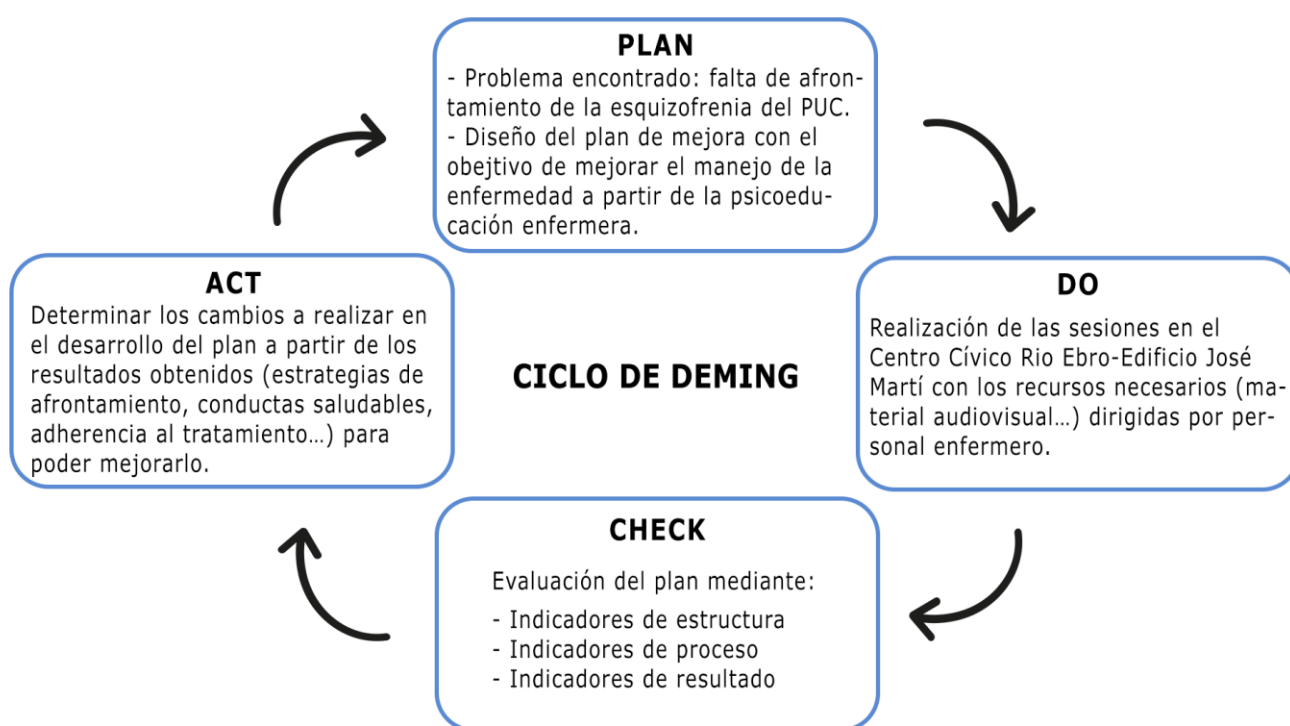 PLAN
- Problema encontrado: falta de afron-
tamiento de la esquizofrenia del PUC.
- Diseño del plan de mejora con el
obejtivo de mejorar el manejo de la
enfermedad a partir de la psicoedu-
cación enfermera.
DO
Realización de las sesiones en el
Centro Cívico Rio Ebro-Edificio José
Martí con los recursos necesarios (ma-
terial audiovisual...) dirigidas por per-
sonal enfermero.
CHECK
Evaluación del plan mediante:
- Indicadores de estructura
- Indicadores de proceso
- Indicadores de resultado
ACT
Determinar los cambios a realizar en
el desarrollo del plan a partir de los
resultados obtenidos (estrategias de
afrontamiento, conductas saludables,
adherencia al tratamiento...) para
poder mejorarlo.
CICLO DE DEMING